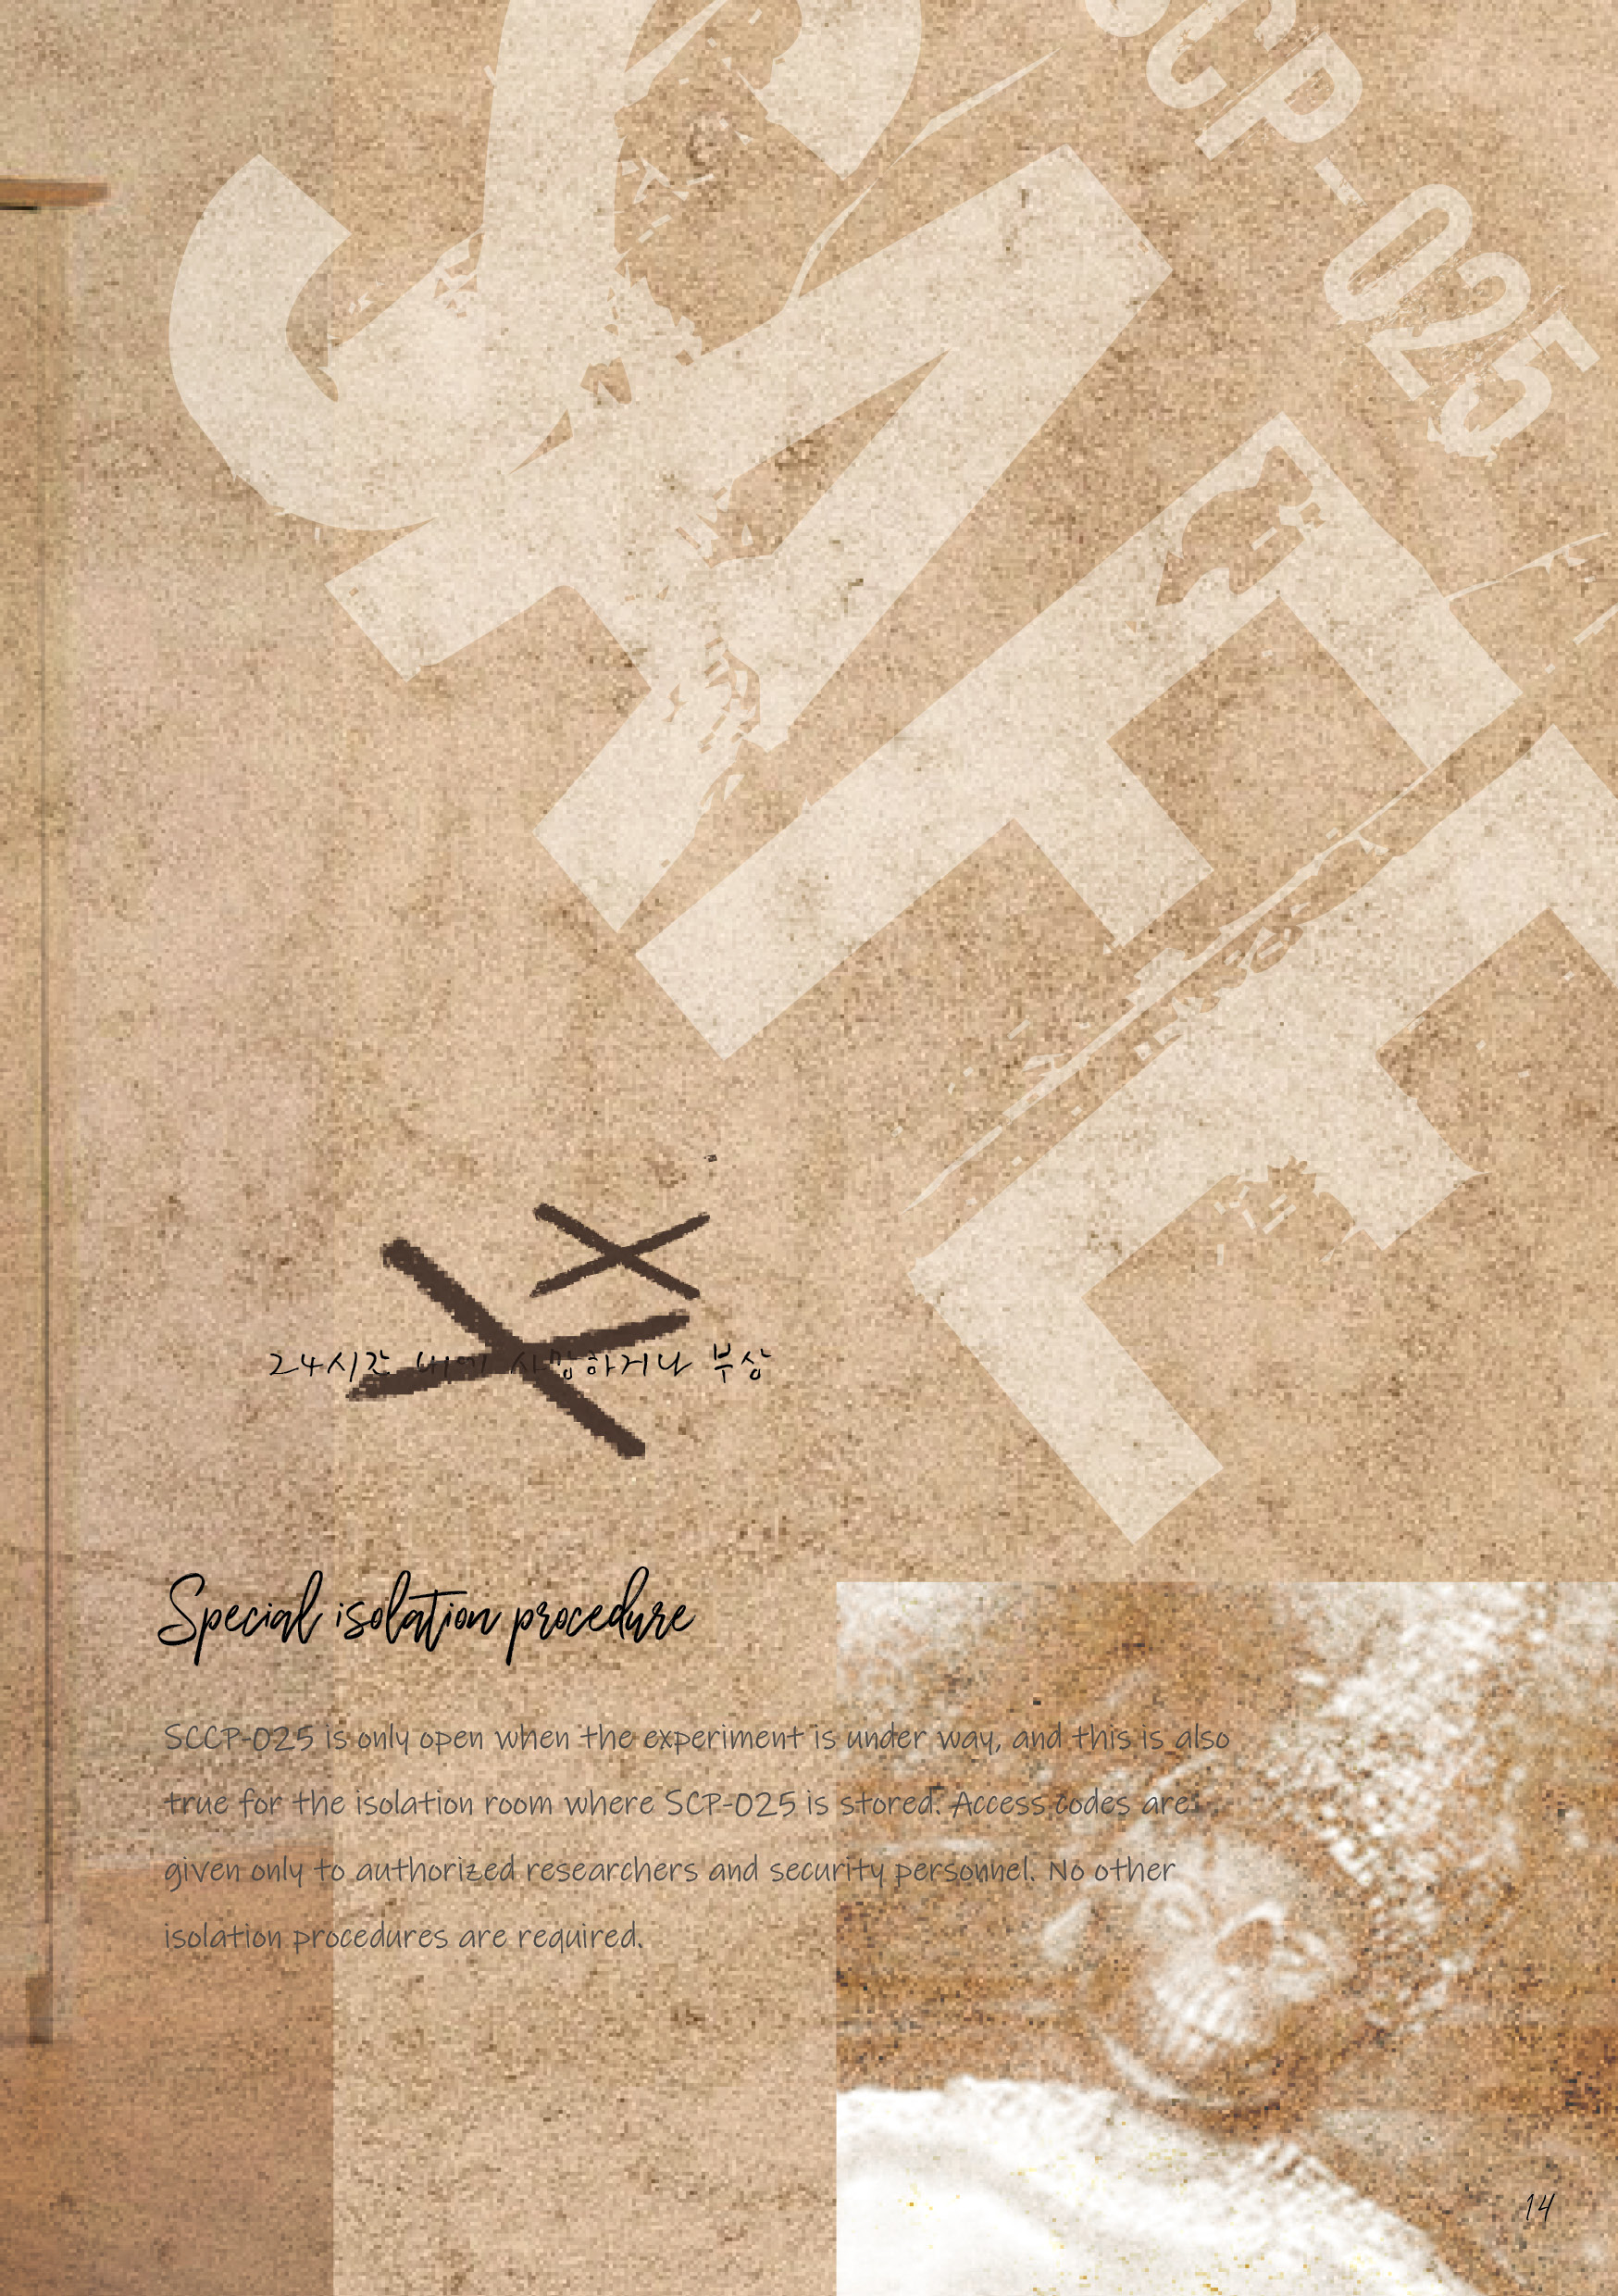 SCP-025
SAFE
24시간 내에 사망하거나 부상
Special isolation procedure
SCCP-025 is only open when the experiment is under way, and this is also
true for the isolation room where SCP-025 is stored. Access codes are
given only to authorized researchers and security personnel. No other
isolation procedures are required.
14